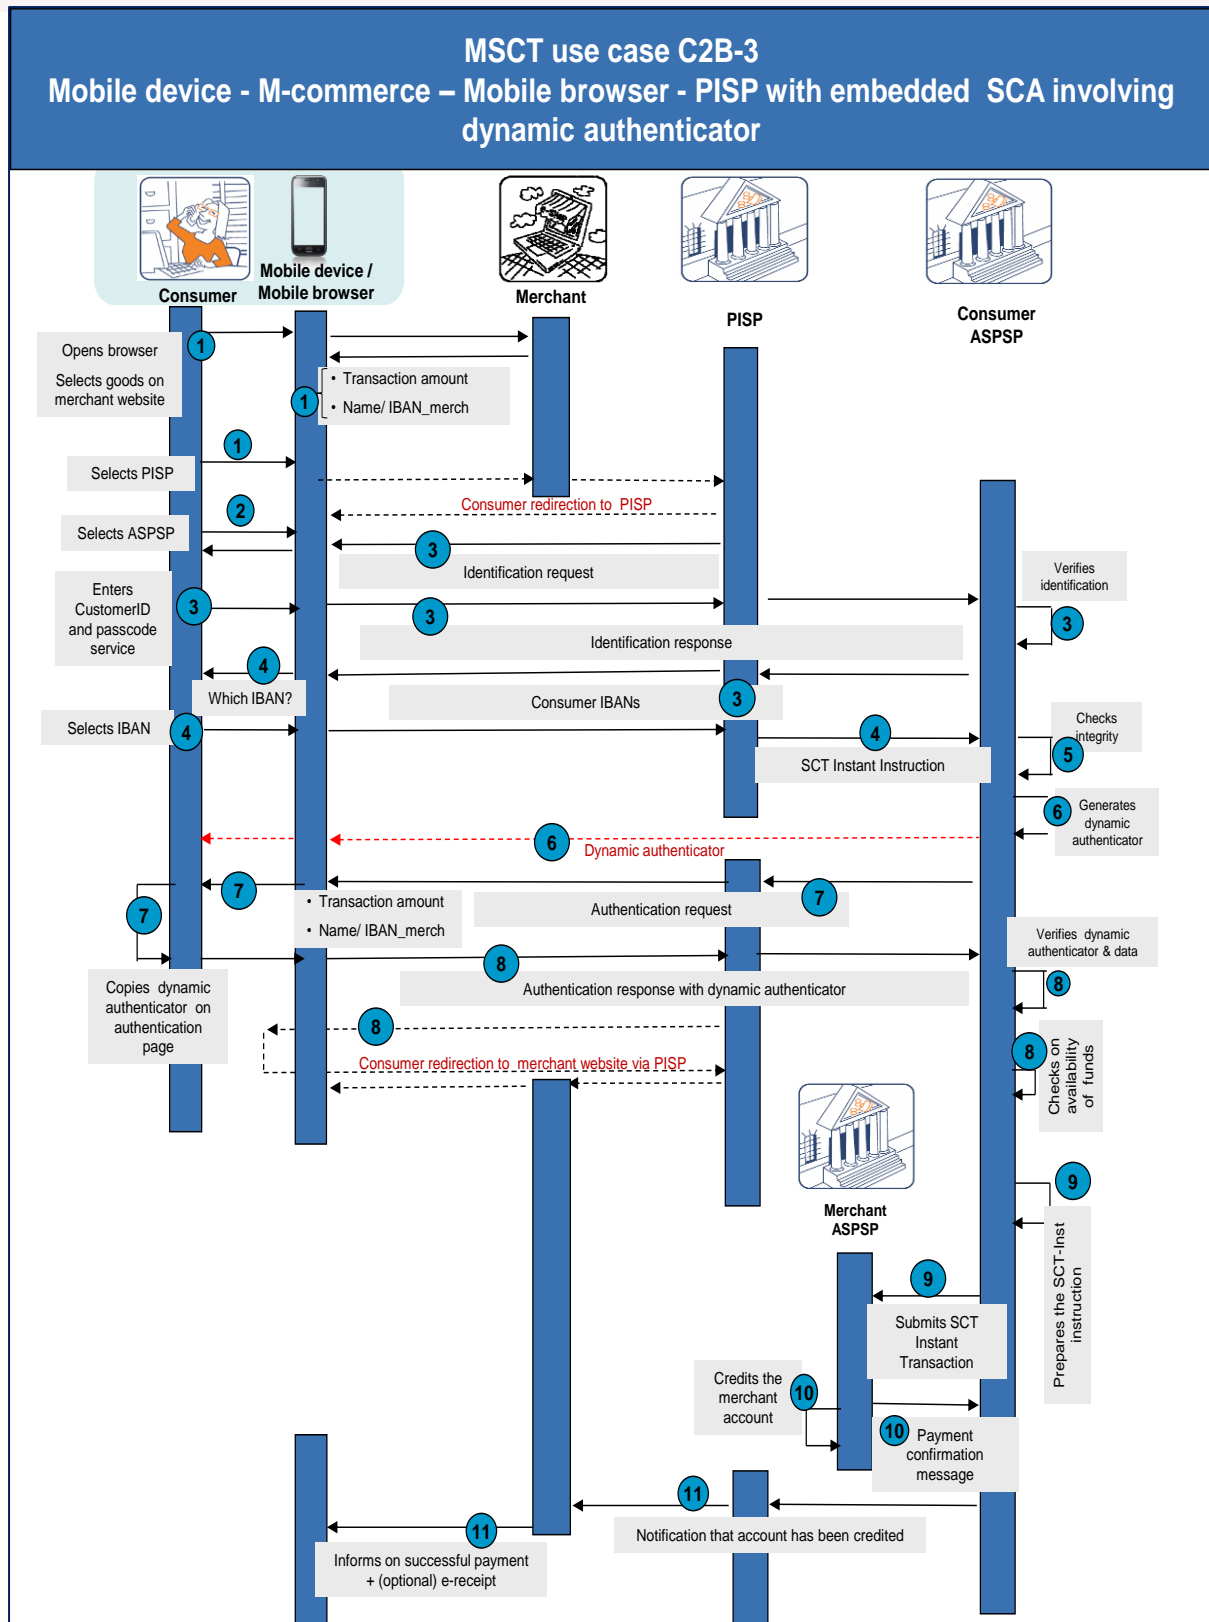 MSCT use case C2B-3
Mobile device - M-commerce – Mobile browser - PISP with embedded SCA involving
dynamic authenticator
Consumer
Mobile device /
Mobile browser
Merchant
PISP
Consumer
ASPSP
1
Opens browser
Selects goods on
merchant website
1
• Transaction amount
• Name/ IBAN_merch
1
Selects PISP
Consumer redirection to PISP
2
Selects ASPSP
3
Identification request
Verifies
identification
Enters
CustomerID
and passcode
service
3
3
3
Identification response
4
Which IBAN?
Consumer IBANs
3
Selects IBAN
4
4
SCT Instant Instruction
Checks
integrity
5
6
Generates
dynamic
authenticator
6
Dynamic authenticator
7
7
7
• Transaction amount
• Name/ IBAN_merch
Authentication request
Verifies dynamic
authenticator & data
8
8
Copies dynamic
authenticator on
authentication
page
Authentication response with dynamic authenticator
8
8
Checks on
availability
of funds
Consumer redirection to merchant website via PISP
Merchant
ASPSP
9
Prepares the SCT-Inst
instruction
9
Submits SCT
Instant
Transaction
Credits the
merchant
account
10
10
Payment
confirmation
message
11
Notification that account has been credited
11
Informs on successful payment
+ (optional) e-receipt